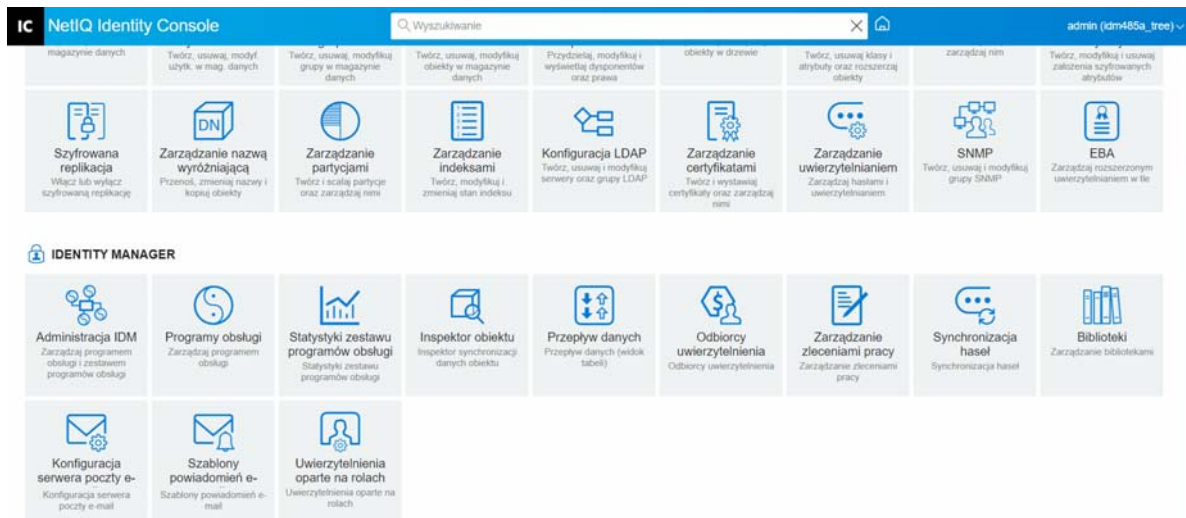 IC NetIQ Identity Console
Wyszukiwanie
admin (idm485a_tree)
magazynie danych
Twórz, usuwaj, modyf.
użytk. w mag. danych
Twórz, usuwaj, modyfikuj
grupy w magazynie
danych
Twórz, usuwaj, modyfikuj
obiekty w magazynie
danych
Przydzielaj, modyfikuj i
wyświetlaj dysponentów
oraz prawa
obiekty w drzewie
Twórz, usuwaj klasy i
atrybuty oraz rozszerzaj
obiekty
zarządzaj nim
Twórz, modyfikuj i usuwaj
założenia szyfrowanych
atrybutów
Szyfrowana
replikacja
Włącz lub wyłącz
szyfrowaną replikację
DN
Zarządzanie nazwą
wyróżniającą
Przenoś, zmieniaj nazwy i
kopiuj obiekty
Zarządzanie
partycjami
Twórz i scalaj partycje
oraz zarządzaj nimi
Zarządzanie
indeksami
Twórz, modyfikuj i
zmieniaj stan indeksu
Konfiguracja LDAP
Twórz, usuwaj i modyfikuj
serwery oraz grupy LDAP
Zarządzanie
certyfikatami
Twórz i wystawiaj
certyfikaty oraz zarządzaj
nimi
Zarządzanie
uwierzytelnianiem
Zarządzaj hasłami i
uwierzytelnianiem
SNMP
Twórz, usuwaj i modyfikuj
grupy SNMP
EBA
Zarządzaj rozszerzonym
uwierzytelnianiem w tle
IDENTITY MANAGER
Administracja IDM
Zarządzaj programem
obsługi i zestawem
programów obsługi
Programy obsługi
Zarządzaj programem
obsługi
Statystyki zestawu
programów obsługi
Statystyki zestawu
programów obsługi
Inspektor obiektu
Inspektor synchronizacji
danych obiektu
Przepływ danych
Przepływ danych (widok
tabeli)
Odbiorcy
uwierzytelnienia
Odbiorcy uwierzytelnienia
Zarządzanie
zleceniami pracy
Zarządzanie zleceniami
pracy
Synchronizacja
haseł
Synchronizacja haseł
Biblioteki
Zarządzanie bibliotekami
Konfiguracja
serwera poczty e-
Konfiguracja serwera
poczty e-mail
Szablony
powiadomień e-
Szablony powiadomień e-
mail
Uwierzytelnienia
oparte na rolach
Uwierzytelnienia oparte na
rolach